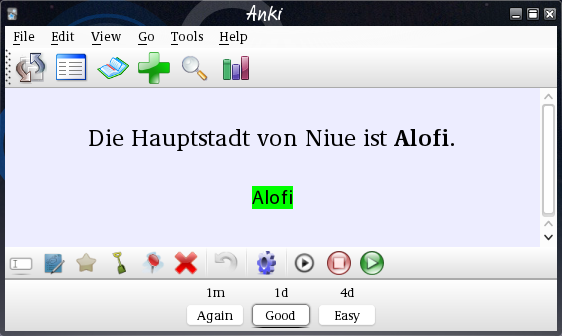 Anki
File Edit View Go Tools Help
Die Hauptstadt von Niue ist Alofi.
Alofi
1m 1d 4d
Again Good Easy